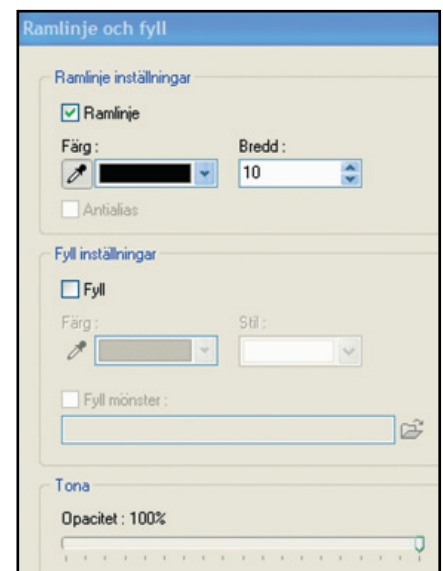 Ramlinje och fyll
Ramlinje inställningar
Ramlinje
Färg :
Bredd :
10
Antialias
Fyll inställningar
Fyll
Färg :
Stil :
Fyll mönster :
Tona
Opacitet : 100%